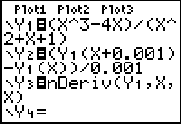 Plot1 Plot2 Plot3
\Y₁=(X^3-4X)/(X^
2+X+1)
\Y₂=(Y₁(X+0.001)
-Y₁(X))/0.001
\Y₃=nDeriv(Y₁,X,
X)
\Y₄=